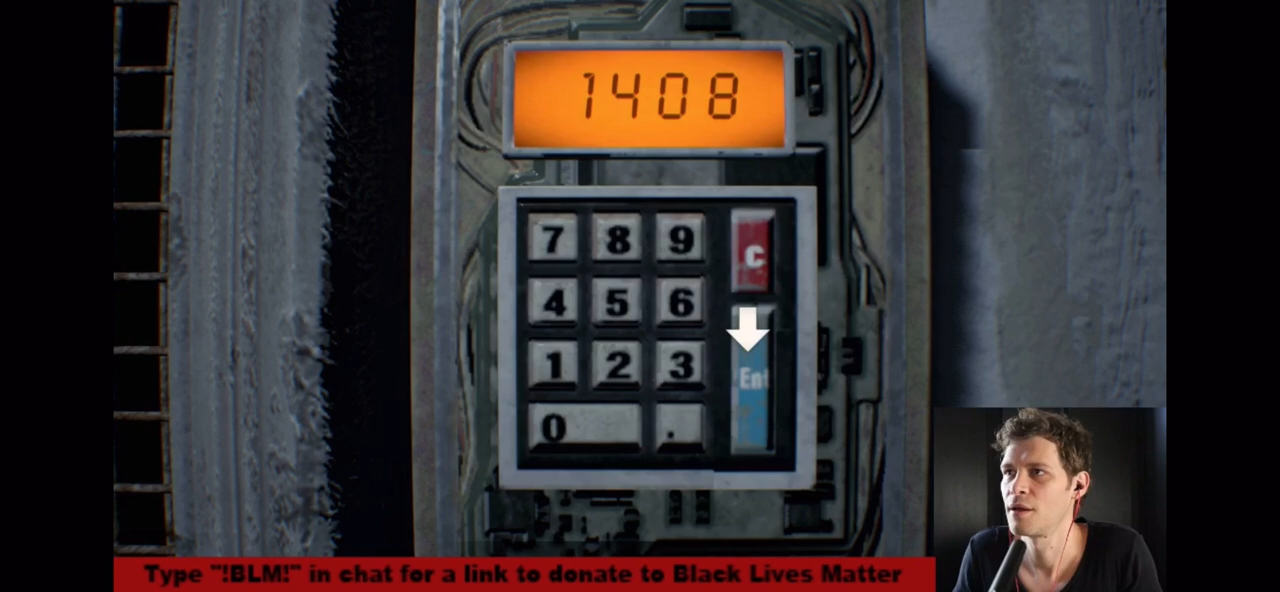 1408
7 8 9 C
4 5 6
1 2 3 Ent
0 .
Type "!BLM!" in chat for a link to donate to Black Lives Matter